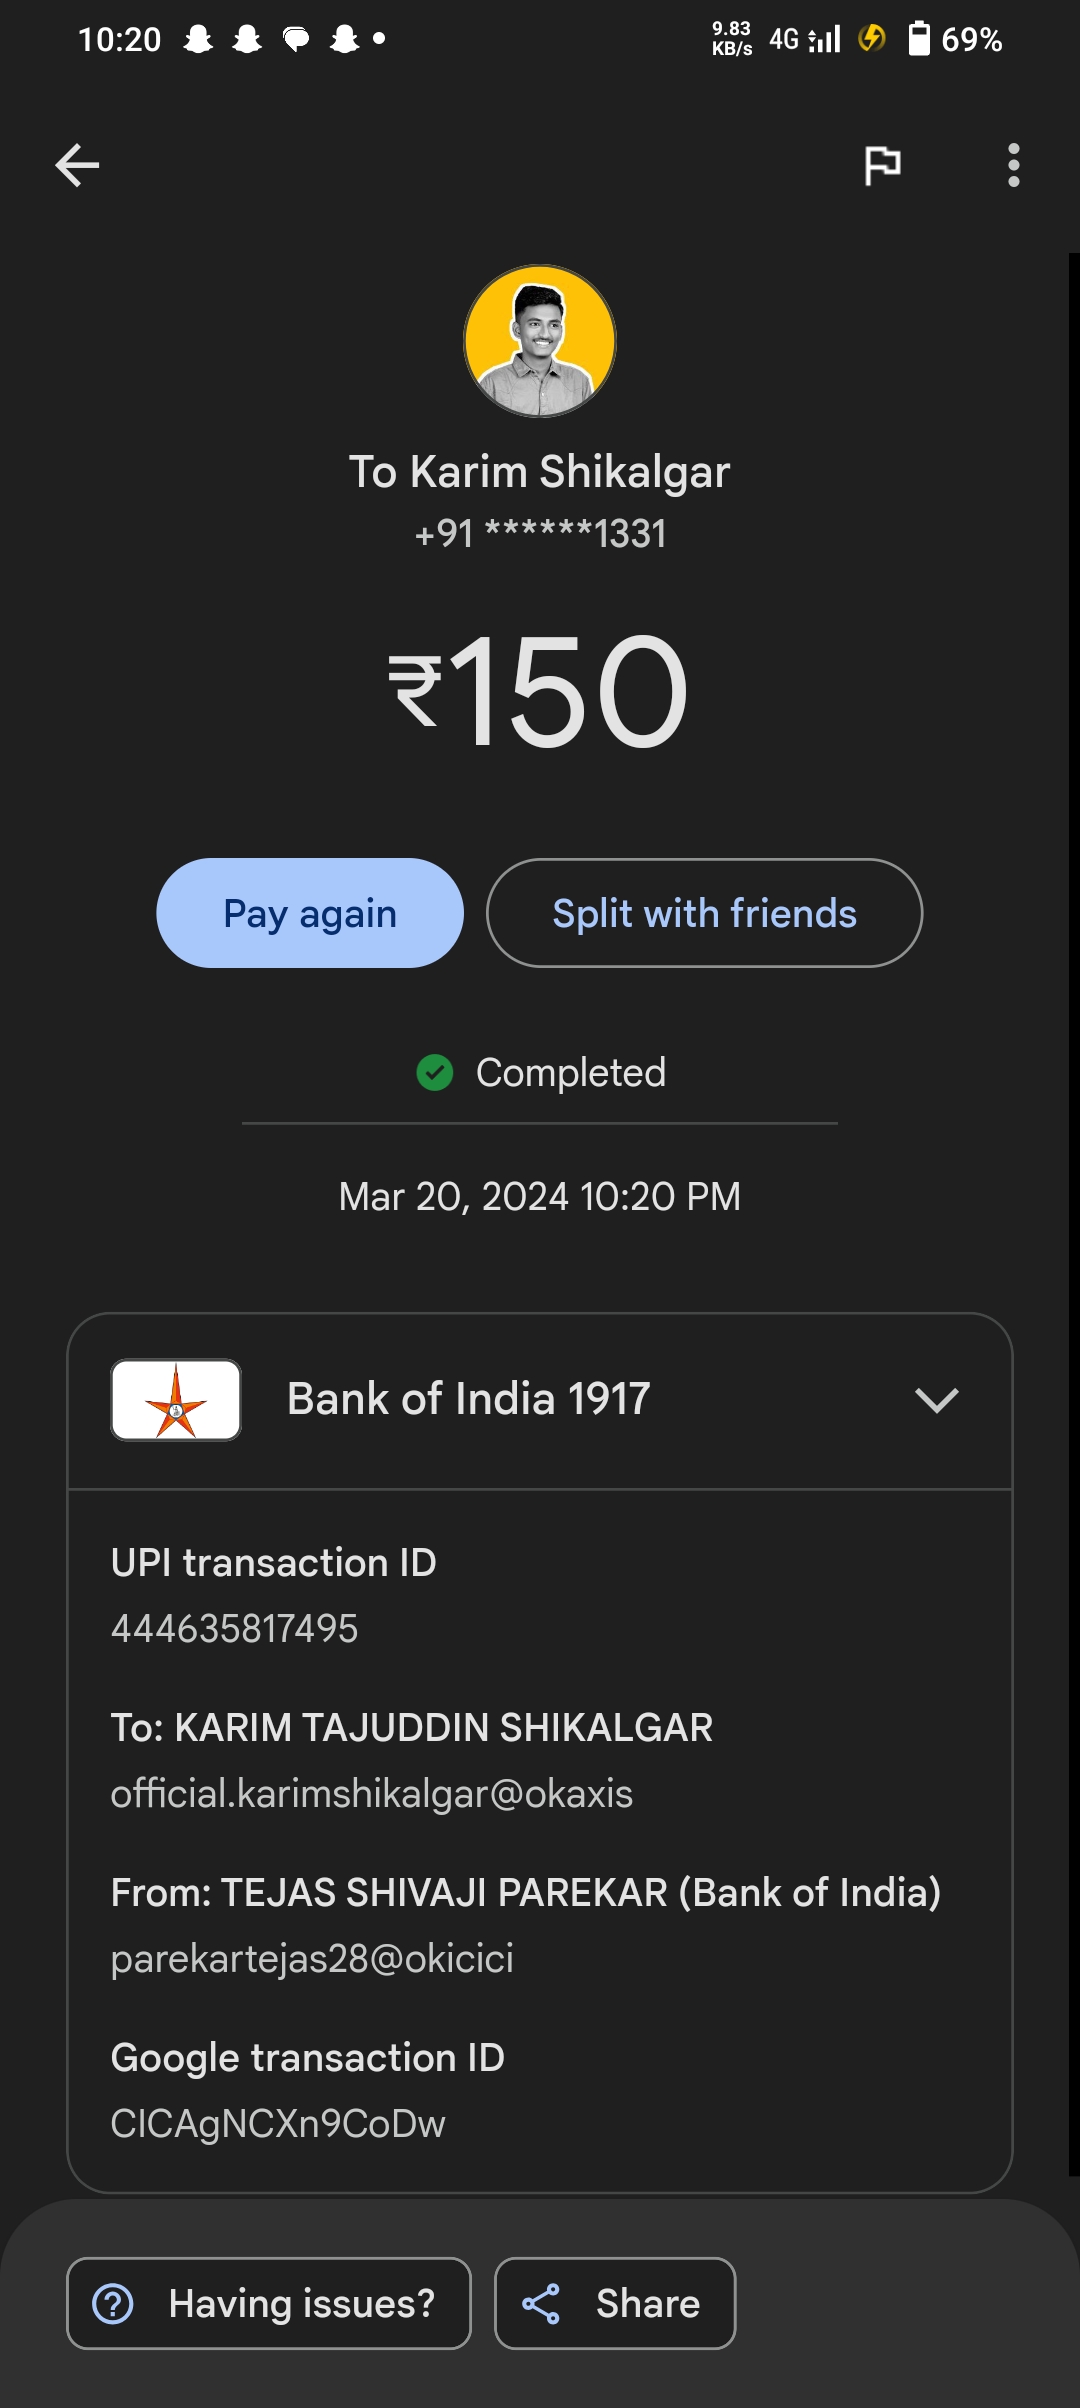 10:20
9.83
KB/s
4G
69%
To Karim Shikalgar
+91 ******1331
₹150
Pay again
Split with friends
Completed
Mar 20, 2024 10:20 PM
Bank of India 1917
UPI transaction ID
444635817495
To: KARIM TAJUDDIN SHIKALGAR
official.karimshikalgar@okaxis
From: TEJAS SHIVAJI PAREKAR (Bank of India)
parekartejas28@okicici
Google transaction ID
CICAgNCXn9CoDw
Having issues?
Share